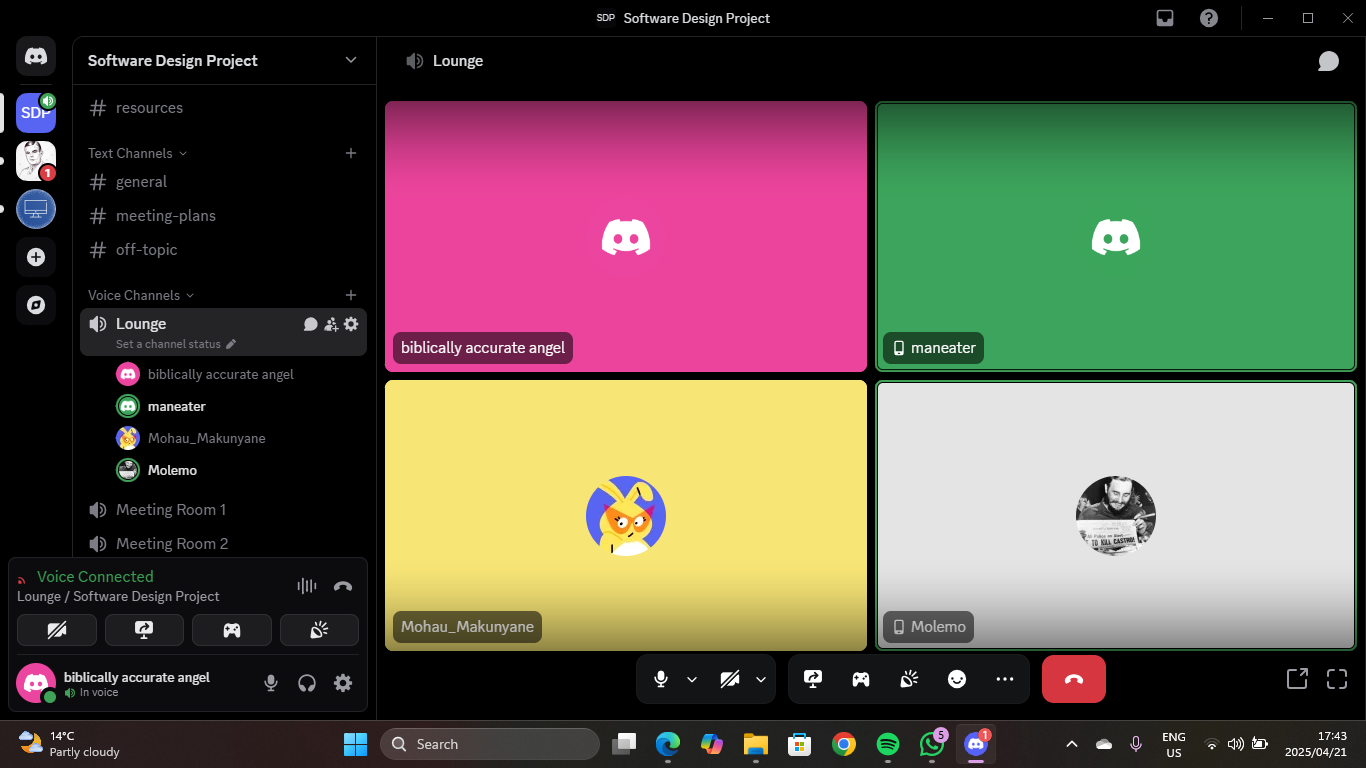 SDP Software Design Project
SDP
1
Software Design Project
resources
Text Channels
general
meeting-plans
off-topic
Voice Channels
Lounge
Set a channel status
biblically accurate angel
maneater
Mohau_Makunyane
Molemo
Meeting Room 1
Meeting Room 2
Voice Connected
Lounge / Software Design Project
biblically accurate angel
In voice
Lounge
biblically accurate angel
maneater
Mohau_Makunyane
Molemo
TO KILL CASTRO!
14°C
Partly cloudy
Search
5
1
ENG
US
17:43
2025/04/21